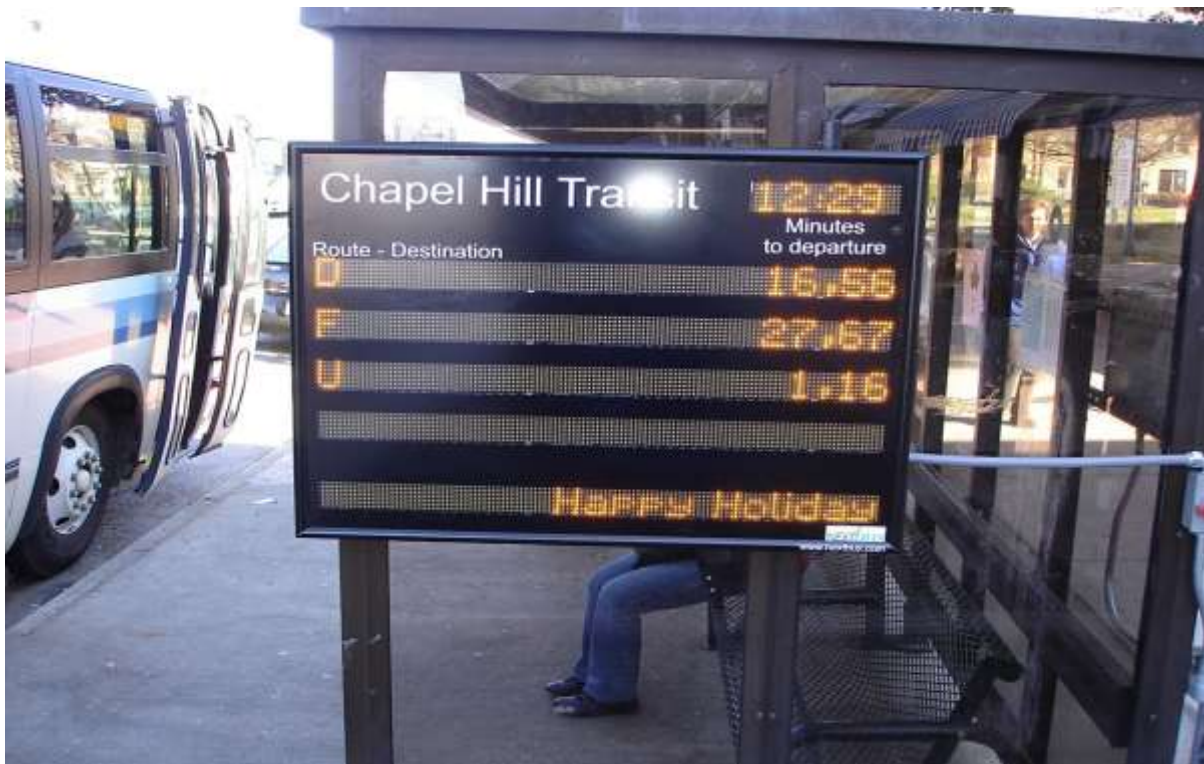 Chapel Hill Transit 12:29
Minutes
to departure
Route - Destination
D 16,56
F 27,67
U 1,16
Happy Holiday